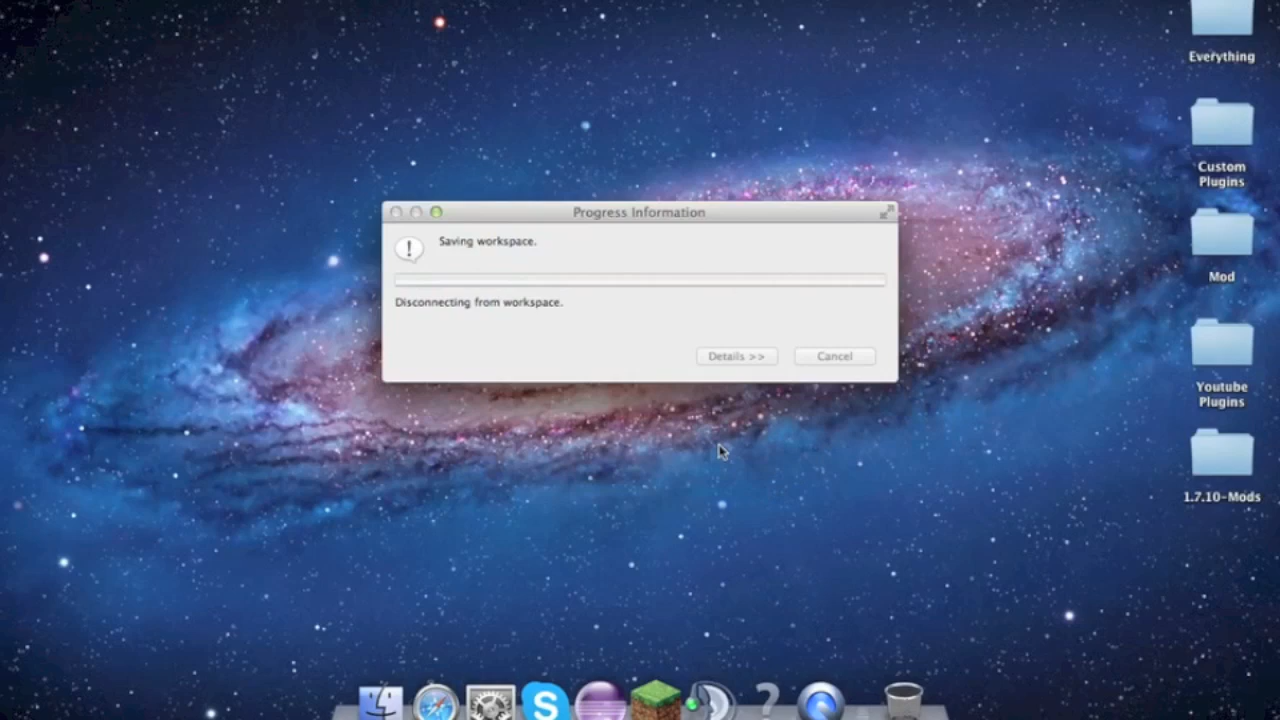 Everything
Custom
Plugins
Progress Information
Saving workspace.
Mod
Disconnecting from workspace.
Details >>
Cancel
Youtube
Plugins
1.7.10-Mods